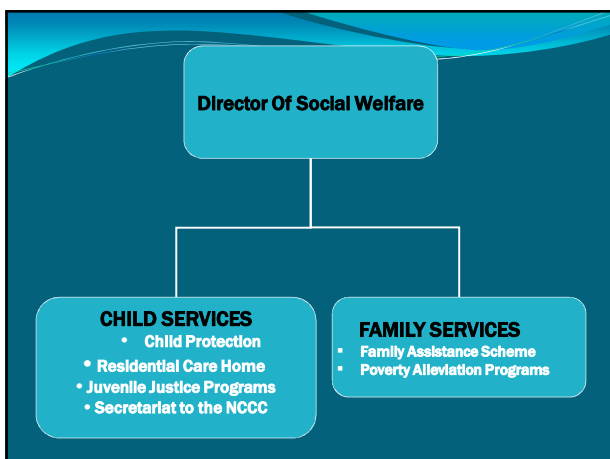 Director Of Social Welfare
CHILD SERVICES
• Child Protection
• Residential Care Home
• Juvenile Justice Programs
• Secretariat to the NCCC
FAMILY SERVICES
▪ Family Assistance Scheme
▪ Poverty Alleviation Programs